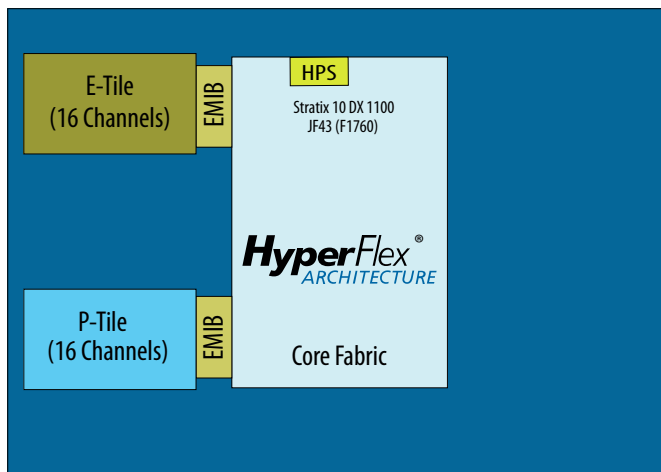 E-Tile
(16 Channels)
EMIB
HPS
Stratix 10 DX 1100
JF43 (F1760)
HyperFlex®
ARCHITECTURE
P-Tile
(16 Channels)
EMIB
Core Fabric